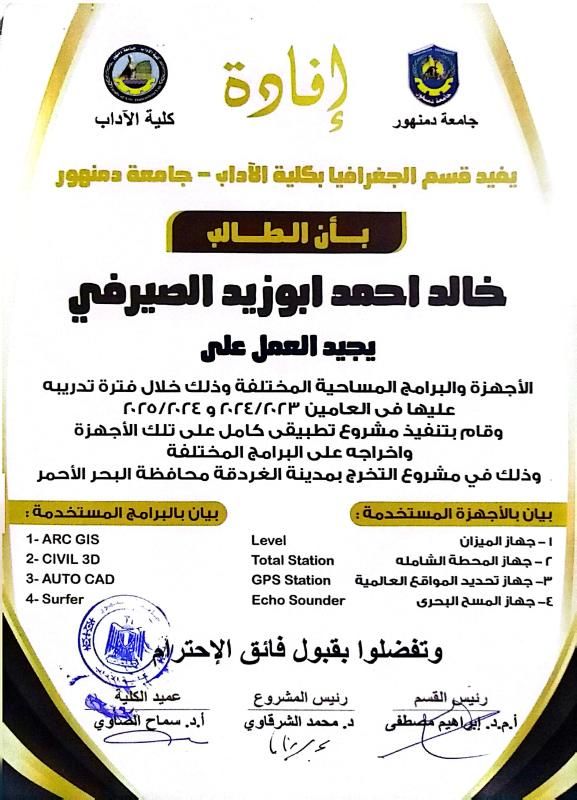 إفادة
كلية الآداب
جامعة دمنهور
يفيد قسم الجغرافيا بكلية الآداب - جامعة دمنهور
بأن الطالب
خالد احمد ابوزيد الصيرفي
يجيد العمل على
الأجهزة والبرامج المساحية المختلفة وذلك خلال فترة تدريبه
عليها فى العامين ٢٠٢٤/٢٠٢٣ و ٢٠٢٥/٢٠٢٤
وقام بتنفيذ مشروع تطبيقى كامل على تلك الأجهزة
واخراجه على البرامج المختلفة
وذلك في مشروع التخرج بمدينة الغردقة محافظة البحر الأحمر
بيان بالأجهزة المستخدمة :
١- جهاز الميزان Level
٢- جهاز المحطة الشامله Total Station
٣- جهاز تحديد المواقع العالمية GPS Station
٤- جهاز المسح البحرى Echo Sounder
بيان بالبرامج المستخدمة :
1- ARC GIS
2- CIVIL 3D
3- AUTO CAD
4- Surfer
وتفضلوا بقبول فائق الإحترام
رئيس القسم
أ.م.د. إبراهيم مصطفى
رئيس المشروع
د. محمد الشرقاوي
عميد الكلية
أ.د. سماح الصاوي